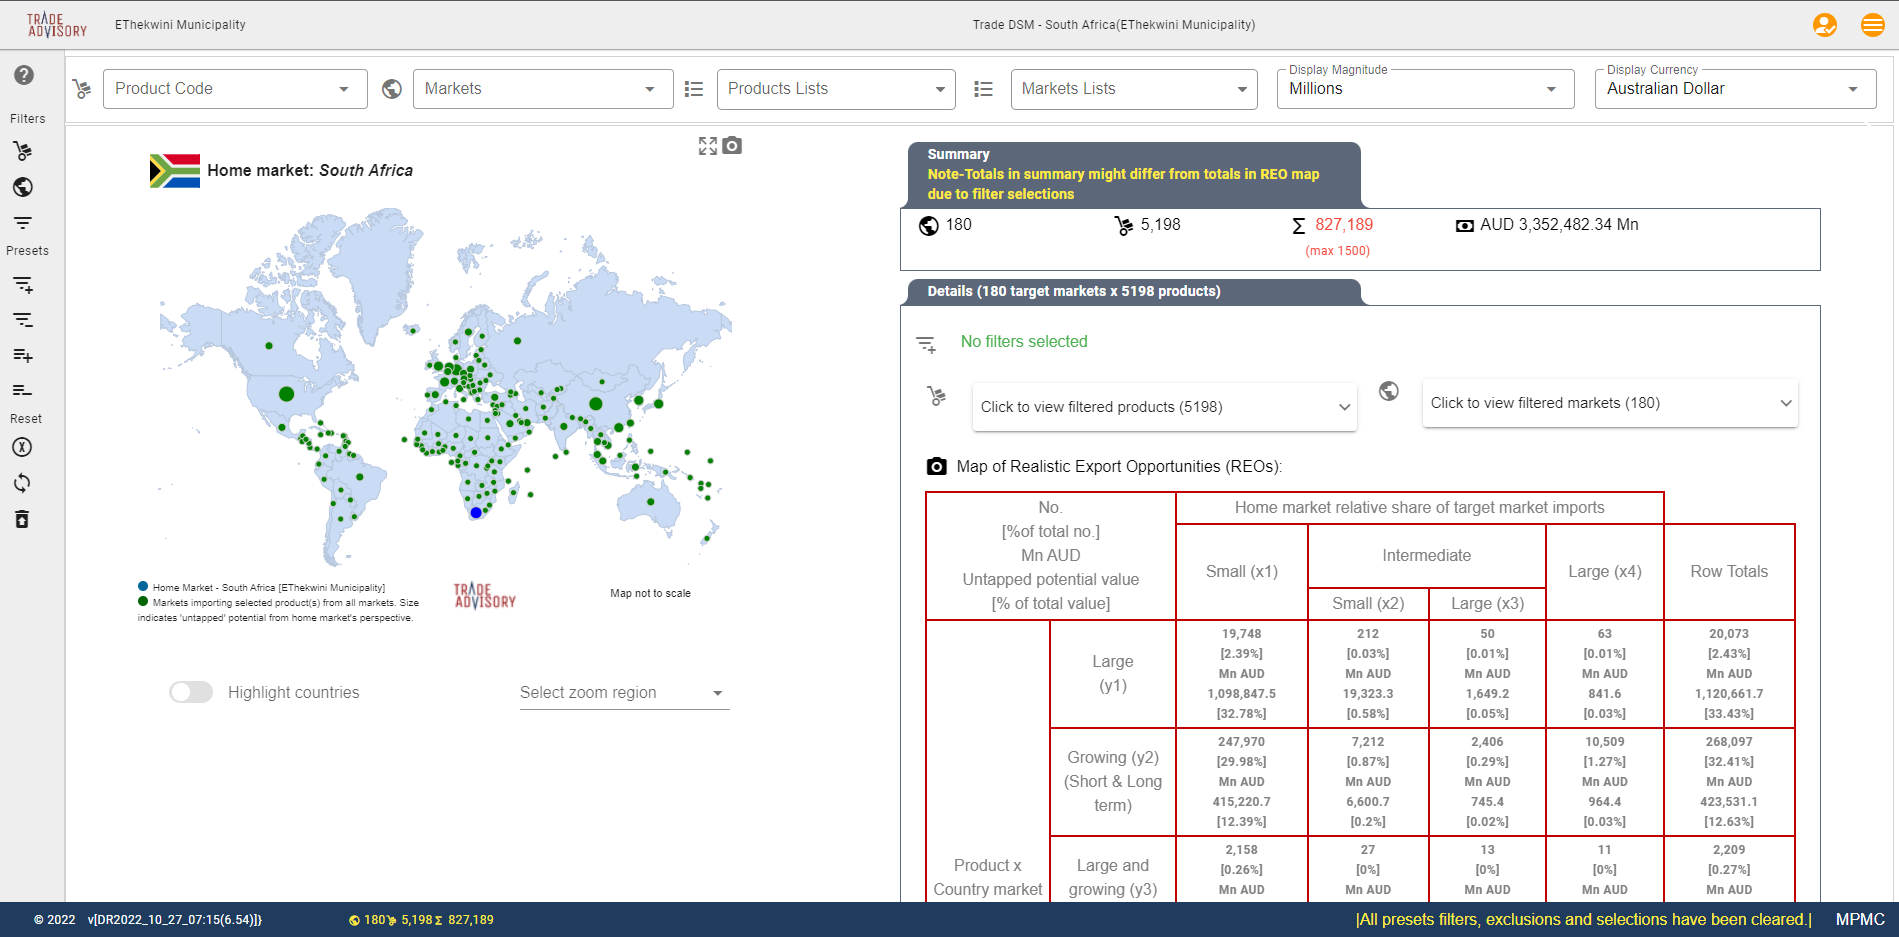 TRADE
ADVISORY
EThekwini Municipality
Trade DSM - South Africa(EThekwini Municipality)
Product Code
Markets
Products Lists
Markets Lists
Display Magnitude
Millions
Display Currency
Australian Dollar
Filters
Presets
Reset
Home market: South Africa
Home Market - South Africa [EThekwini Municipality]
Markets importing selected product(s) from all markets. Size
indicates 'untapped' potential from home market's perspective.
TRADE
ADVISORY
Map not to scale
Highlight countries
Select zoom region
Summary
Note-Totals in summary might differ from totals in REO map
due to filter selections
180
5,198
Σ 827,189
(max 1500)
AUD 3,352,482.34 Mn
Details (180 target markets x 5198 products)
No filters selected
Click to view filtered products (5198)
Click to view filtered markets (180)
Map of Realistic Export Opportunities (REOs):
No.
[%of total no.]
Mn AUD
Untapped potential value
[% of total value]
Home market relative share of target market imports
Small (x1)
Intermediate
Small (x2)
Large (x3)
Large (x4)
Row Totals
Product x
Country market
Large
(y1)
19,748
[2.39%]
Mn AUD
1,098,847.5
[32.78%]
212
[0.03%]
Mn AUD
19,323.3
[0.58%]
50
[0.01%]
Mn AUD
1,649.2
[0.05%]
63
[0.01%]
Mn AUD
841.6
[0.03%]
20,073
[2.43%]
Mn AUD
1,120,661.7
[33.43%]
Growing (y2)
(Short & Long
term)
247,970
[29.98%]
Mn AUD
415,220.7
[12.39%]
7,212
[0.87%]
Mn AUD
6,600.7
[0.2%]
2,406
[0.29%]
Mn AUD
745.4
[0.02%]
10,509
[1.27%]
Mn AUD
964.4
[0.03%]
268,097
[32.41%]
Mn AUD
423,531.1
[12.63%]
Large and
growing (y3)
2,158
[0.26%]
Mn AUD
27
[0%]
Mn AUD
13
[0%]
Mn AUD
11
[0%]
Mn AUD
2,209
[0.27%]
Mn AUD
© 2022 v[DR2022_10_27_07:15(6.54)]}
180 5,198 Σ 827,189
|All presets filters, exclusions and selections have been cleared.|
MPMC